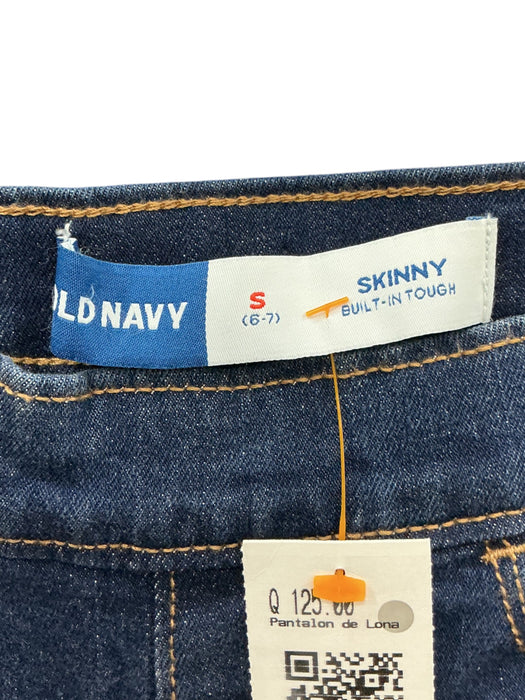 OLD NAVY
S
(6-7)
SKINNY
BUILT-IN TOUGH
Q 125.00
Pantalon de Lona